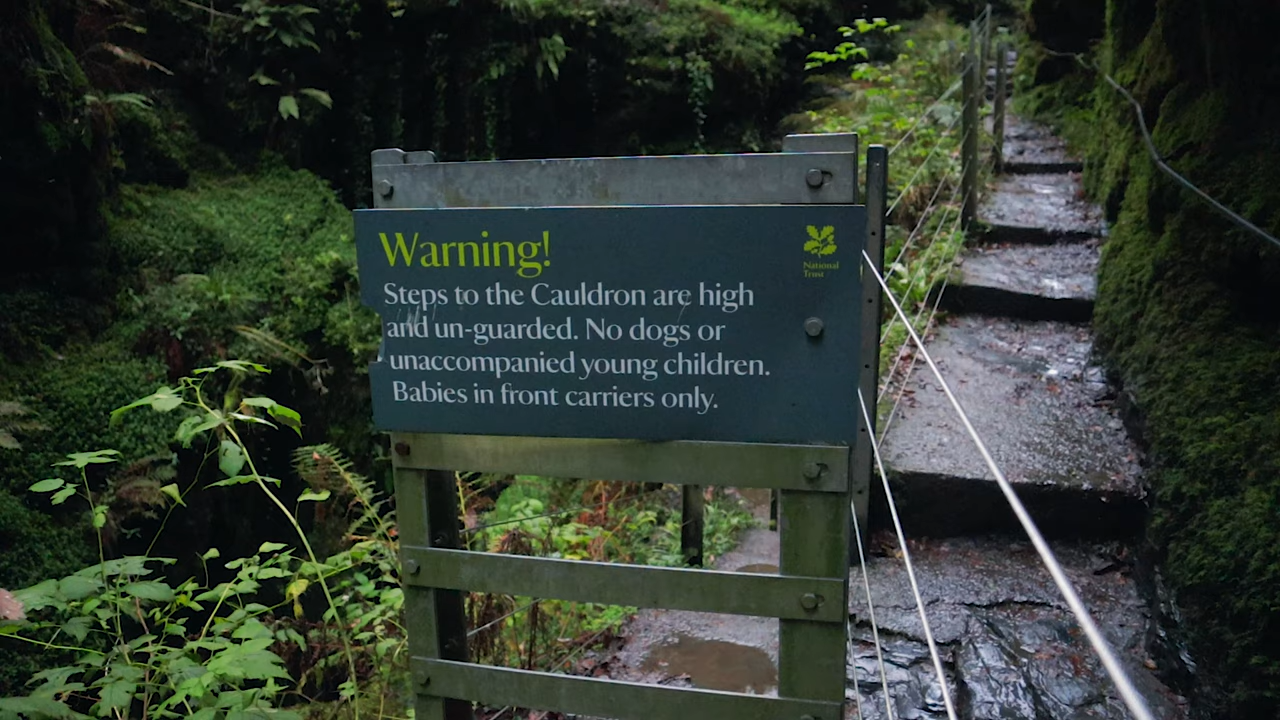 Warning!
National
Trust
Steps to the Cauldron are high
and un-guarded. No dogs or
unaccompanied young children.
Babies in front carriers only.